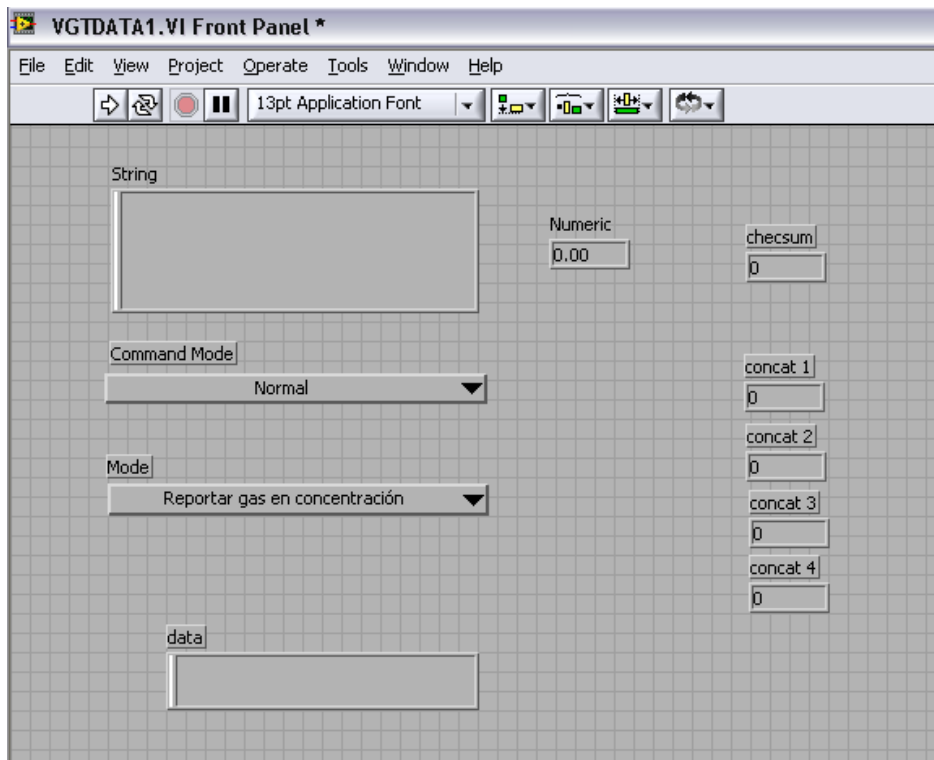 VGTDATA1.VI Front Panel *
File Edit View Project Operate Tools Window Help
13pt Application Font
String
Numeric
0.00
checsum
0
Command Mode
Normal
concat 1
0
concat 2
0
Mode
Reportar gas en concentración
concat 3
0
concat 4
0
data